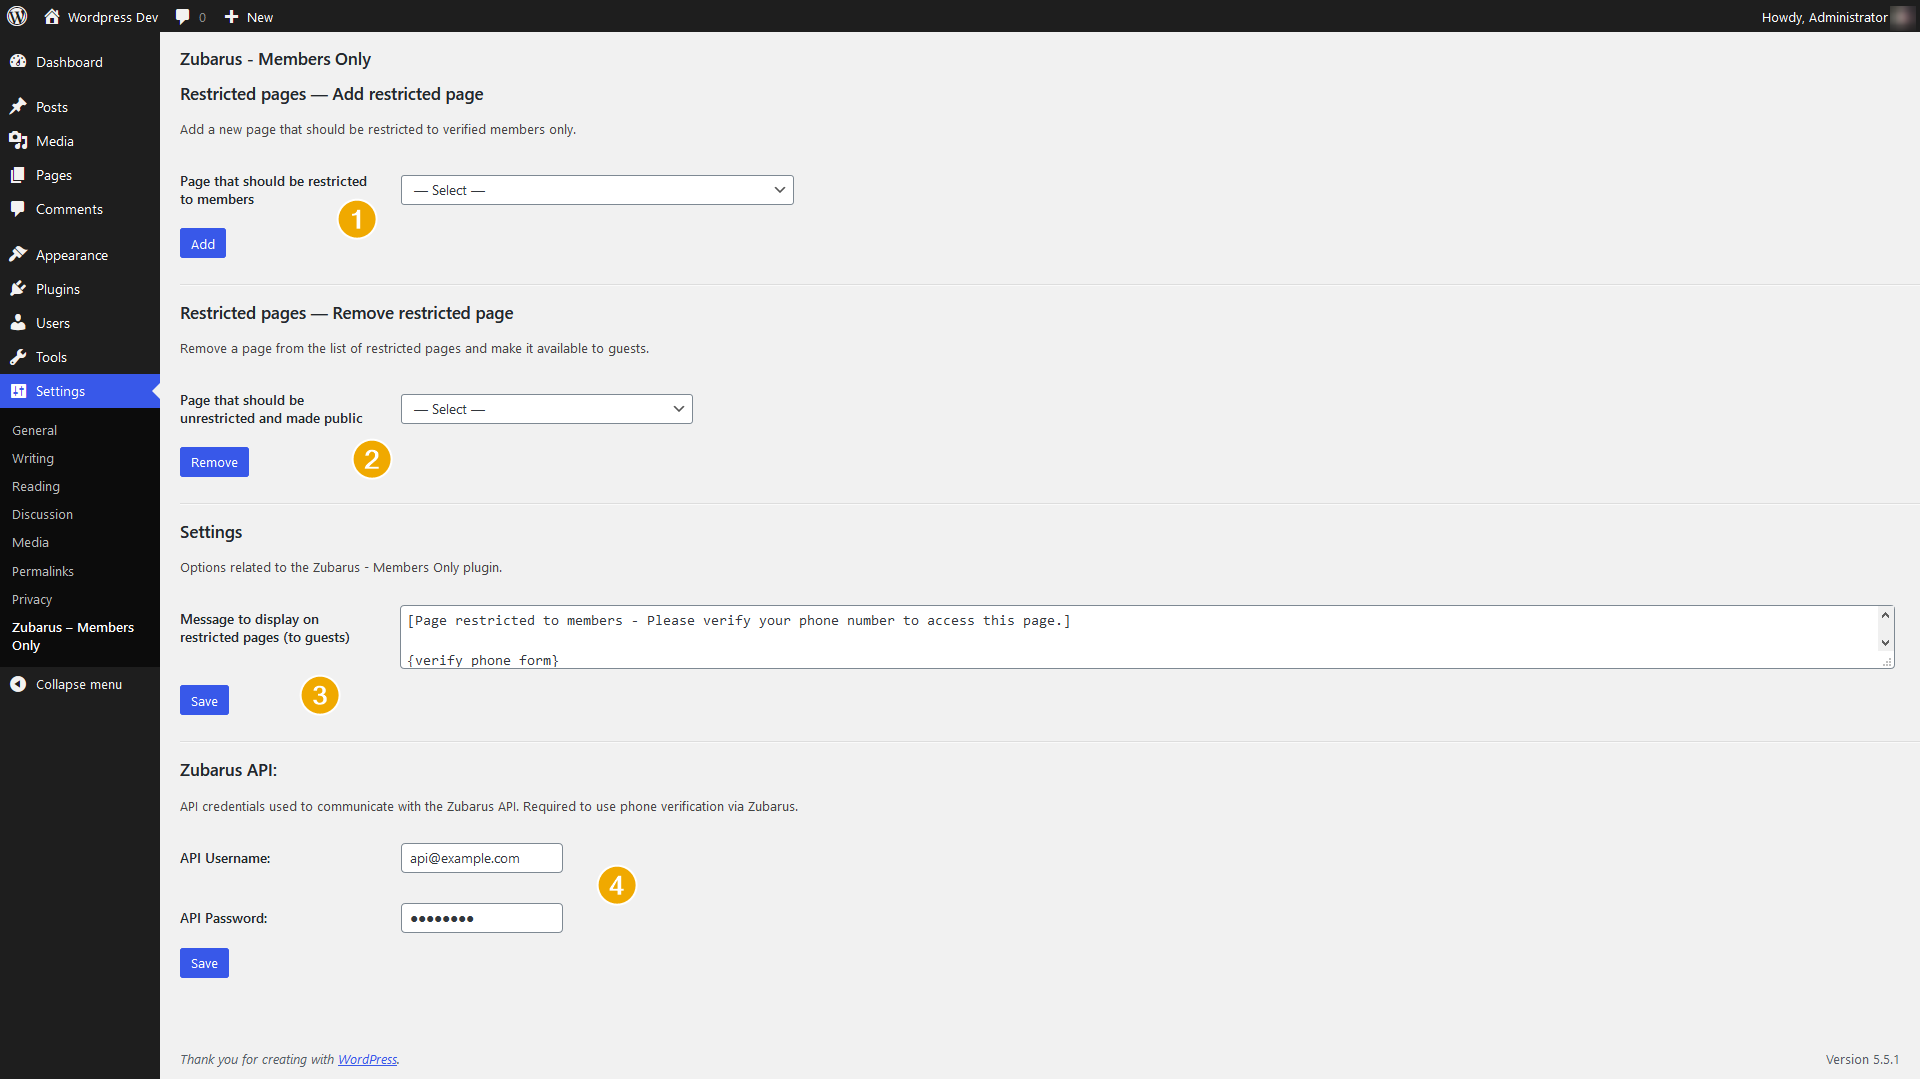 Wordpress Dev 0 New Howdy, Administrator
Dashboard
Posts
Media
Pages
Comments
Appearance
Plugins
Users
Tools
Settings
General
Writing
Reading
Discussion
Media
Permalinks
Privacy
Zubarus – Members
Only
Collapse menu
Zubarus - Members Only
Restricted pages — Add restricted page
Add a new page that should be restricted to verified members only.
Page that should be restricted
to members
— Select —
1
Add
Restricted pages — Remove restricted page
Remove a page from the list of restricted pages and make it available to guests.
Page that should be
unrestricted and made public
— Select —
2
Remove
Settings
Options related to the Zubarus - Members Only plugin.
Message to display on
restricted pages (to guests)
[Page restricted to members - Please verify your phone number to access this page.]
{verify_phone_form}
3
Save
Zubarus API:
API credentials used to communicate with the Zubarus API. Required to use phone verification via Zubarus.
API Username:
api@example.com
4
API Password:
••••••••
Save
Thank you for creating with WordPress.
Version 5.5.1